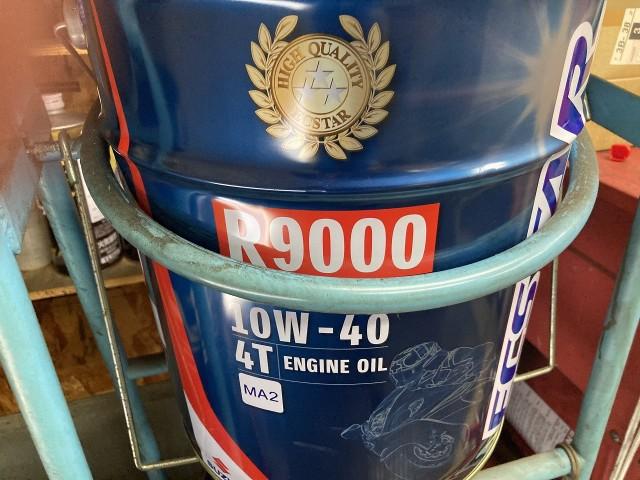 HIGH QUALITY
ECSTAR
R9000
10W-40
4T ENGINE OIL
MA2